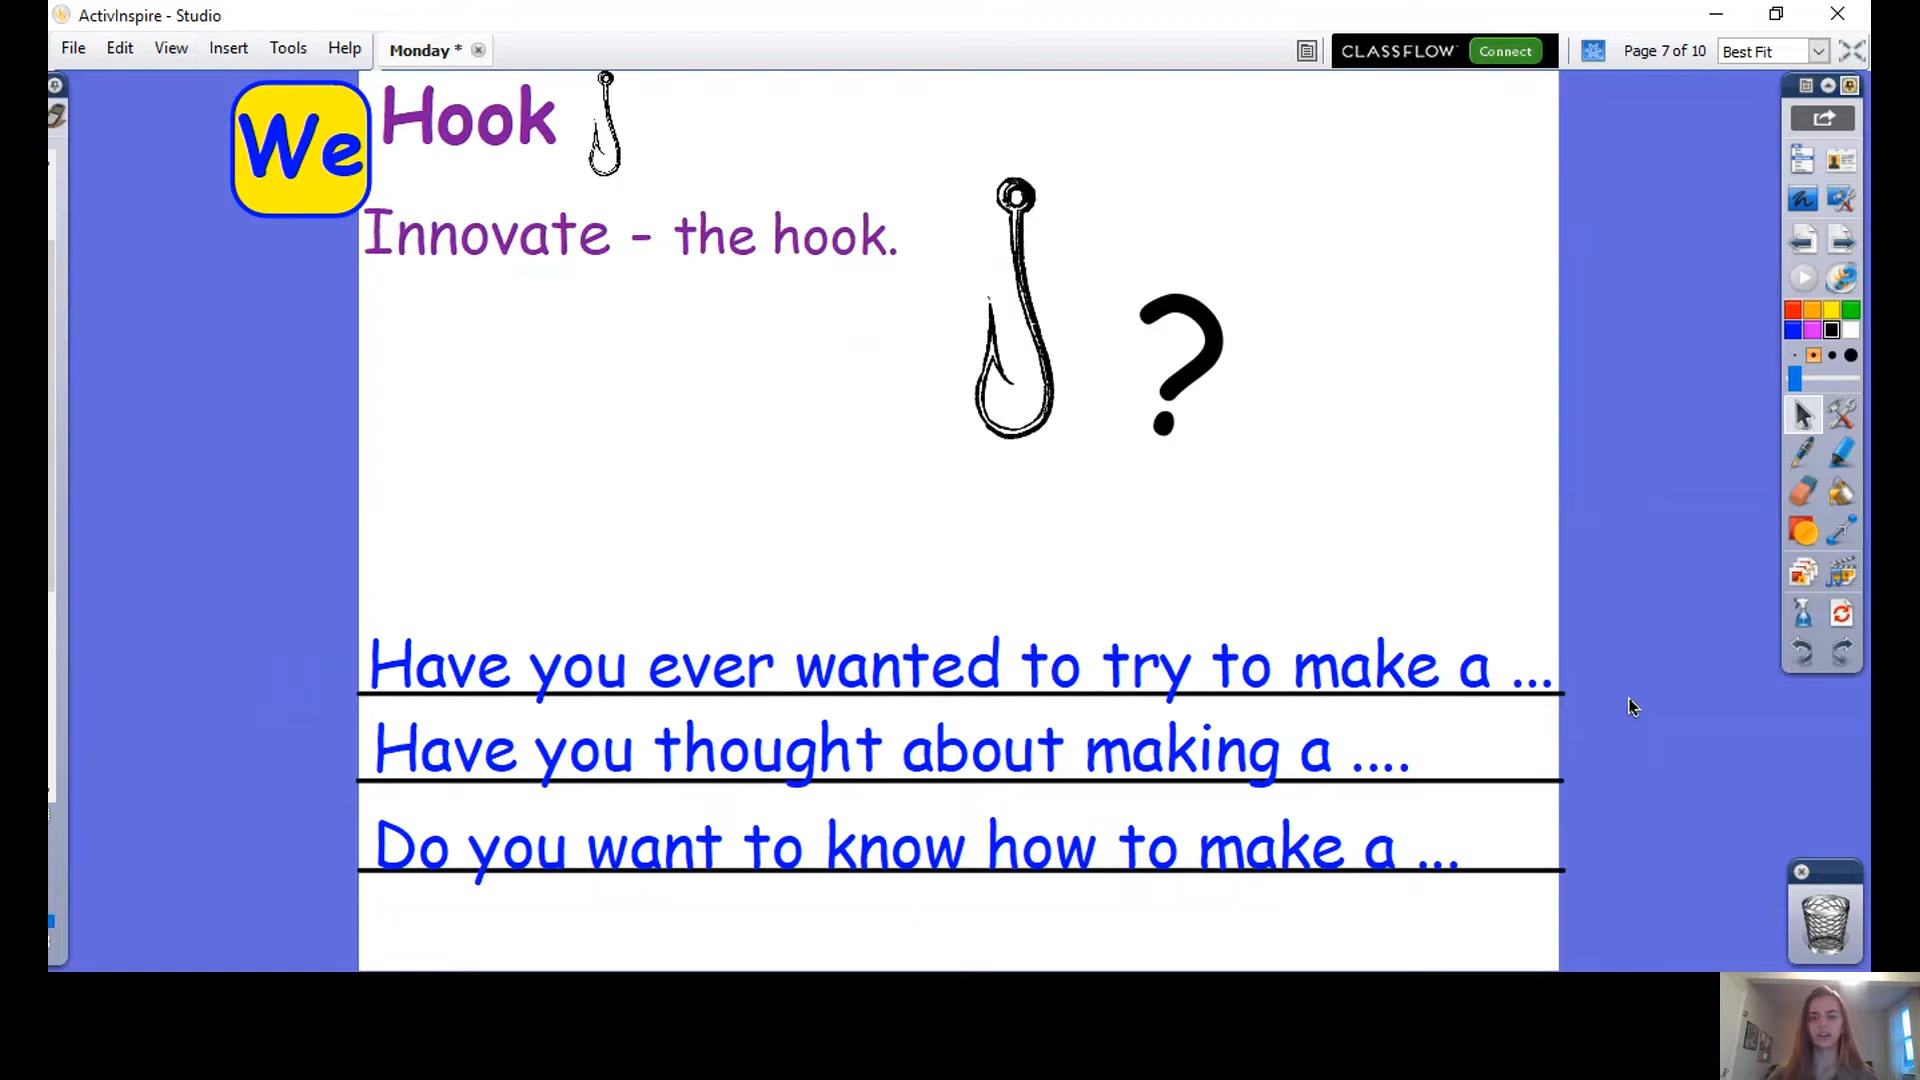 ActivInspire - Studio
File Edit View Insert Tools Help
Monday *
CLASSFLOW Connect
Page 7 of 10
Best Fit
We
Hook
Innovate - the hook.
?
Have you ever wanted to try to make a ...
Have you thought about making a ....
Do you want to know how to make a ...